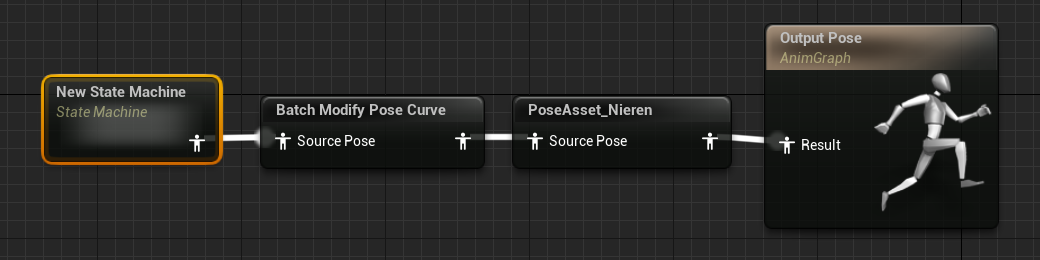 New State Machine
State Machine
Batch Modify Pose Curve
Source Pose
PoseAsset_Nieren
Source Pose
Output Pose
AnimGraph
Result